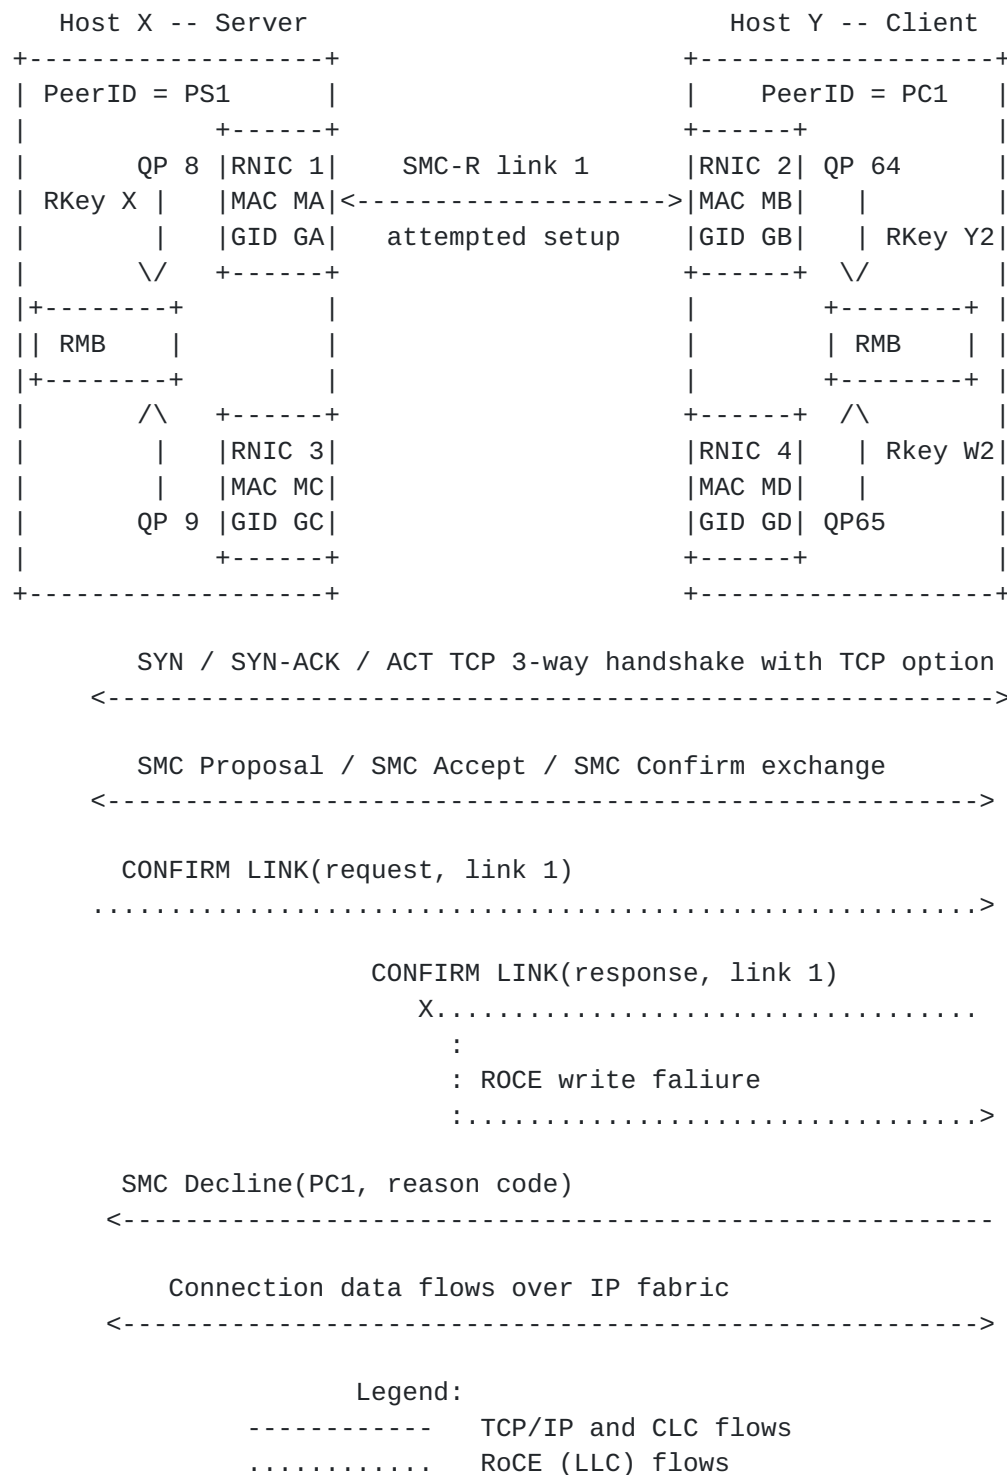 Host X -- Server                           Host Y -- Client
+-------------------+                      +-------------------+
| PeerID = PS1      |                      |    PeerID = PC1   |
|            +------+                      +------+            |
|       QP 8 |RNIC 1|    SMC-R link 1      |RNIC 2| QP 64      |
| RKey X |   |MAC MA|<-------------------->|MAC MB|   |        |
|        |   |GID GA|   attempted setup    |GID GB|   | RKey Y2|
|       \/   +------+                      +------+  \/        |
|+--------+         |                      |        +--------+ |
|| RMB    |         |                      |        | RMB    | |
|+--------+         |                      |        +--------+ |
|       /\   +------+                      +------+  /\        |
|        |   |RNIC 3|                      |RNIC 4|   | Rkey W2|
|        |   |MAC MC|                      |MAC MD|   |        |
|       QP 9 |GID GC|                      |GID GD| QP65       |
|            +------+                      +------+            |
+-------------------+                      +-------------------+

        SYN / SYN-ACK / ACT TCP 3-way handshake with TCP option
     <--------------------------------------------------------->

        SMC Proposal / SMC Accept / SMC Confirm exchange
     <-------------------------------------------------------->

       CONFIRM LINK(request, link 1)
     .........................................................>

                       CONFIRM LINK(response, link 1)
                          X...................................
                            :
                            : ROCE write faliure
                            :.................................>

       SMC Decline(PC1, reason code)
      <--------------------------------------------------------

          Connection data flows over IP fabric
      <------------------------------------------------------->

                      Legend:
               ------------   TCP/IP and CLC flows
               ............   RoCE (LLC) flows